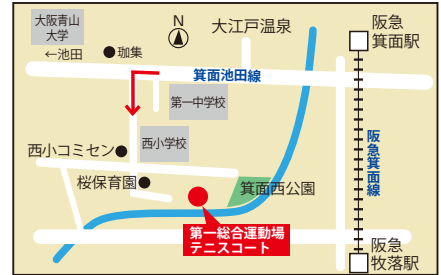 大阪青山
大学
←池田
珈集
N
大江戸温泉
阪急
箕面駅
箕面池田線
第一中学校
西小学校
西小コミセン
桜保育園
箕面西公園
阪急箕面線
第一総合運動場
テニスコート
阪急
牧落駅